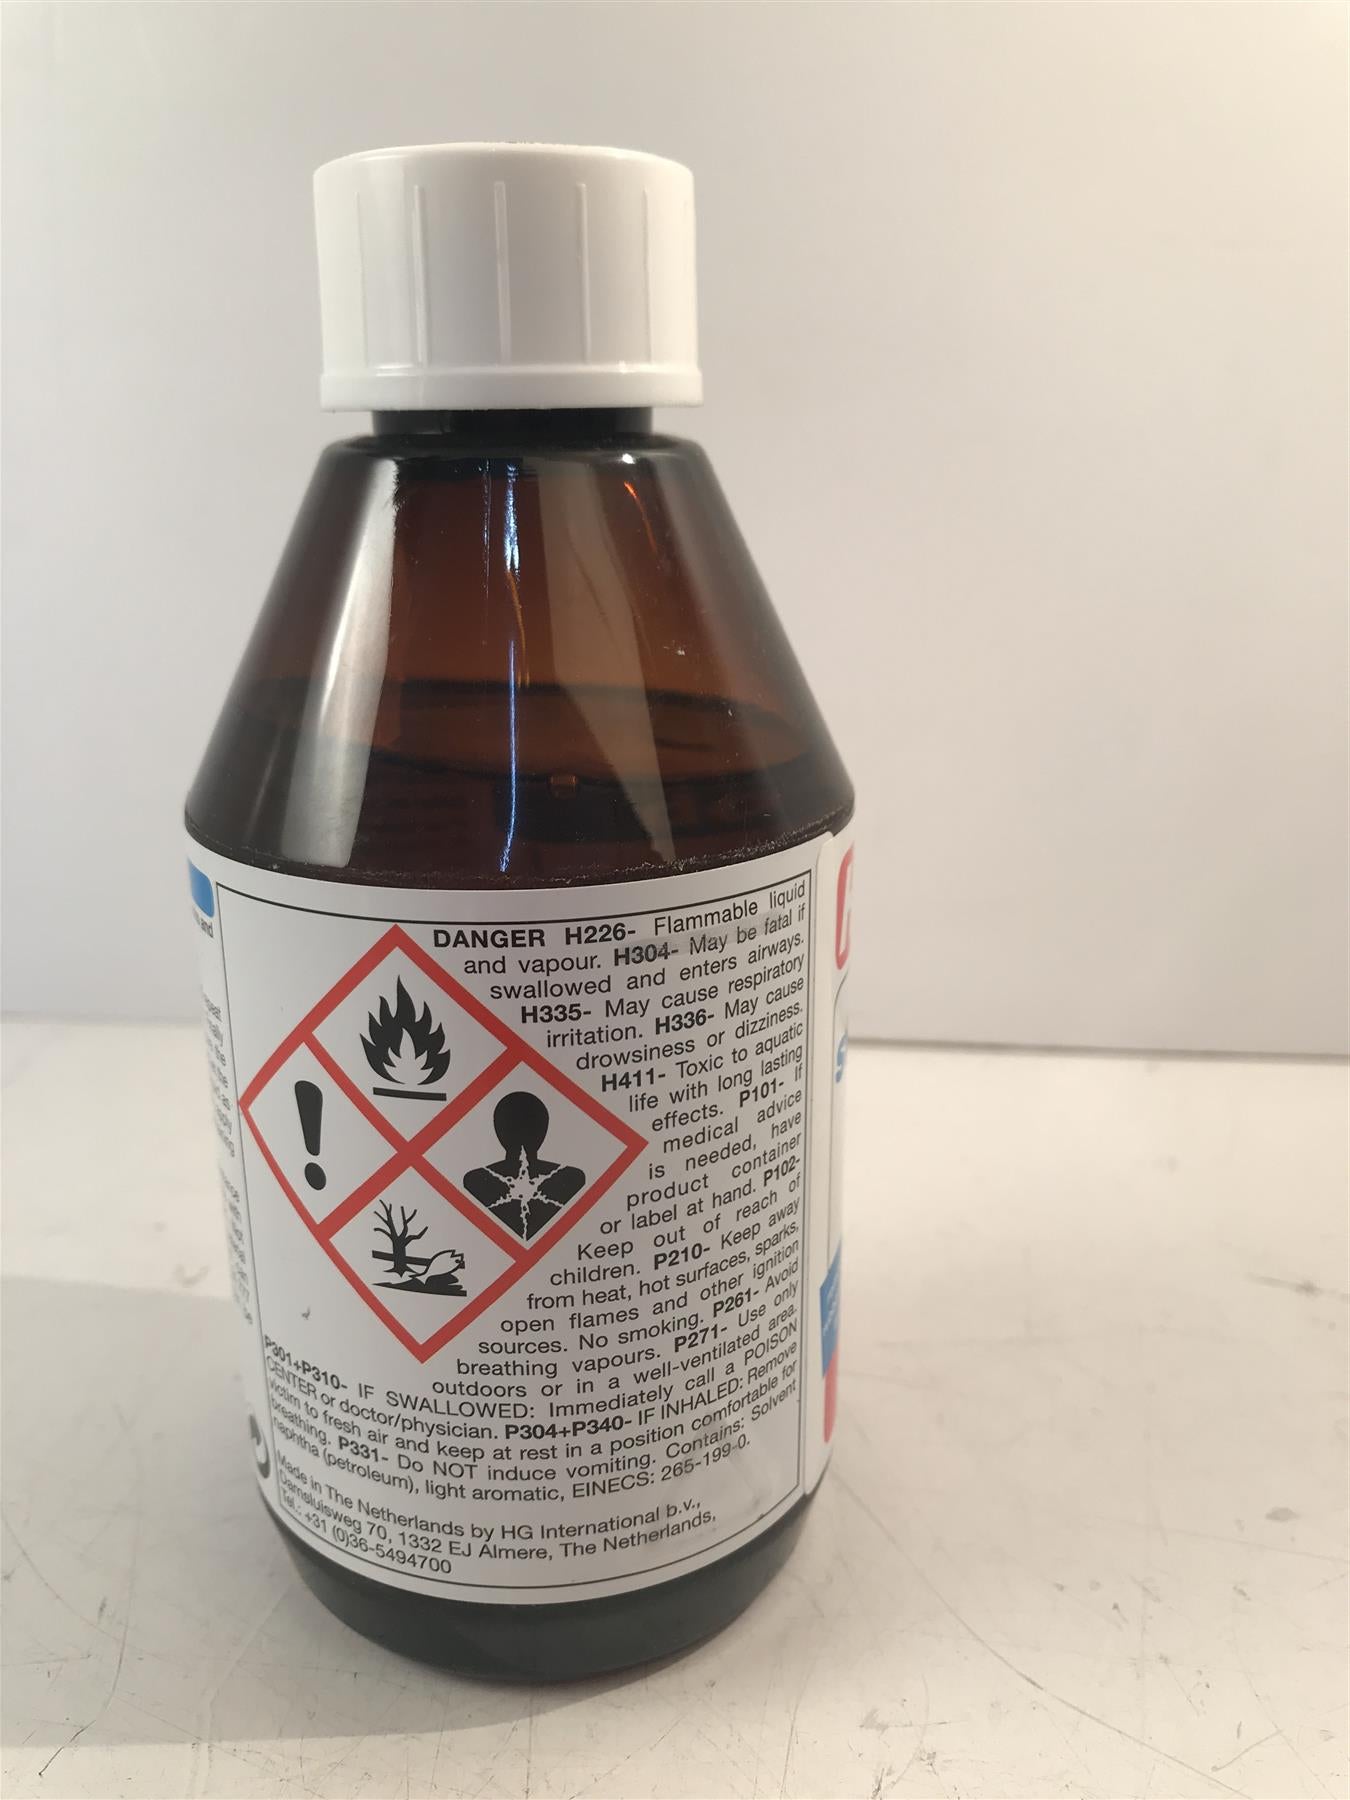 DANGER H226- Flammable liquid
and vapour. H304- May be fatal if
swallowed and enters airways.
H335- May cause respiratory
irritation. H336- May cause
drowsiness or dizziness.
H411- Toxic to aquatic
life with long lasting
effects. P101- If
medical advice
is needed, have
product container
or label at hand. P102-
Keep out of reach of
children. P210- Keep away
from heat, hot surfaces, sparks,
open flames and other ignition
sources. No smoking. P261- Avoid
breathing vapours. P271- Use only
outdoors or in a well-ventilated area.
P301+P310- IF SWALLOWED: Immediately call a POISON
CENTER or doctor/physician. P304+P340- IF INHALED: Remove
victim to fresh air and keep at rest in a position comfortable for
breathing. P331- Do NOT induce vomiting. Contains: Solvent
naphtha (petroleum), light aromatic, EINECS: 265-199-0.
Made in The Netherlands by HG International b.v.,
Damsluisweg 70, 1332 EJ Almere, The Netherlands,
Tel.: +31 (0)36-5494700
and